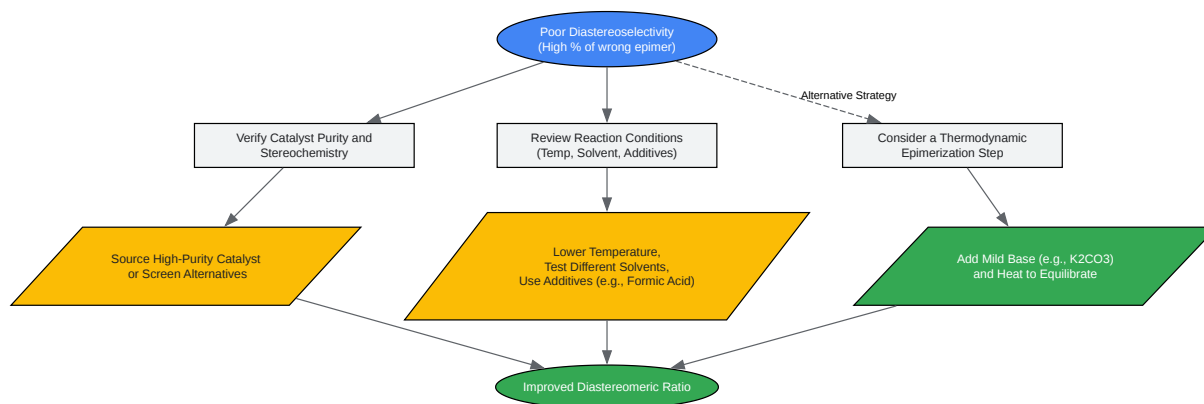 Poor Diastereoselectivity
(High % of wrong epimer)
Alternative Strategy
Verify Catalyst Purity and
Stereochemistry
Review Reaction Conditions
(Temp, Solvent, Additives)
Consider a Thermodynamic
Epimerization Step
Source High-Purity Catalyst
or Screen Alternatives
Lower Temperature,
Test Different Solvents,
Use Additives (e.g., Formic Acid)
Add Mild Base (e.g., K2CO3)
and Heat to Equilibrate
Improved Diastereomeric Ratio